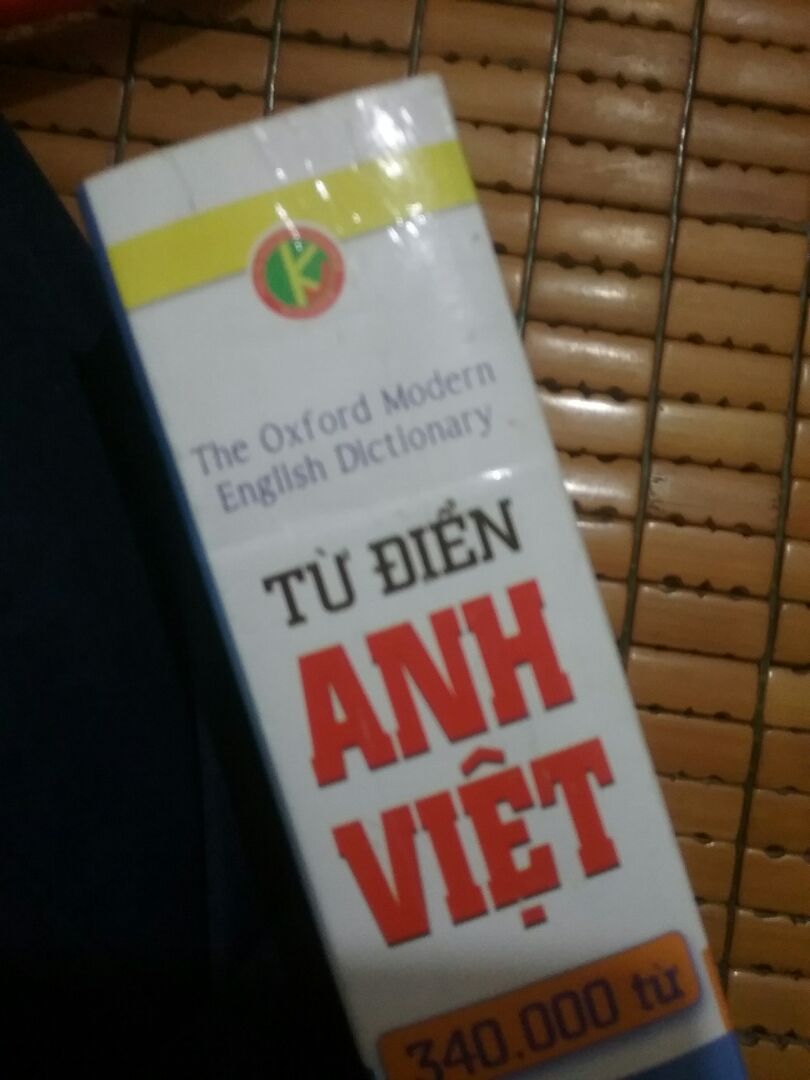 The Oxford Modern
English Dictionary
TỪ ĐIỂN
ANH
VIỆT
340.000 từ